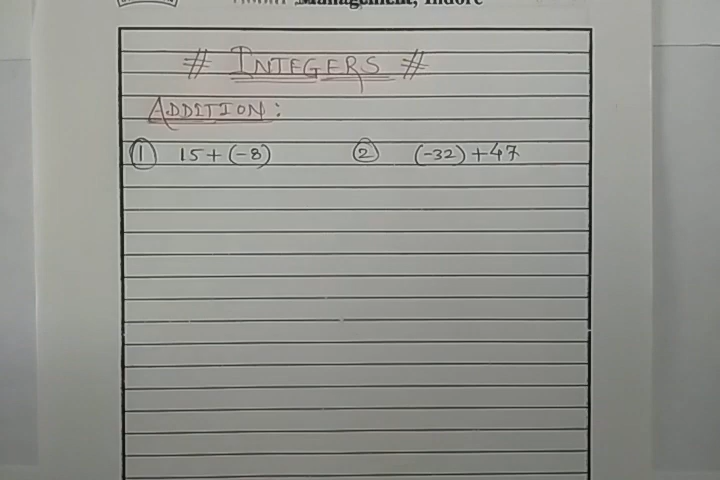 Management, Indore
# INTEGERS #
ADDITION:
① 15+(-8) ② (-32)+47